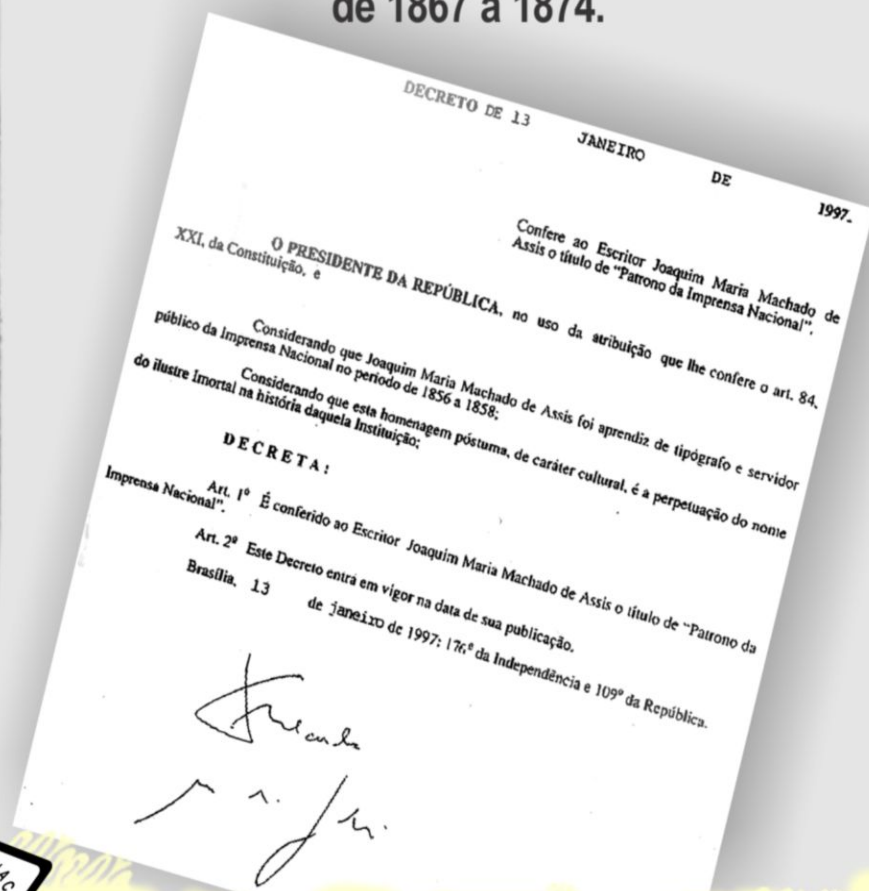 de 1867 a 1874.
DECRETO DE 13 JANEIRO DE 1997.
Confere ao Escritor Joaquim Maria Machado de
Assis o título de "Patrono da Imprensa Nacional".
O PRESIDENTE DA REPÚBLICA, no uso da atribuição que lhe confere o art. 84,
XXI, da Constituição, e
Considerando que Joaquim Maria Machado de Assis foi aprendiz de tipógrafo e servidor
público da Imprensa Nacional no período de 1856 a 1858;
Considerando que esta homenagem póstuma, de caráter cultural, é a perpetuação do nome
do ilustre Imortal na história daquela Instituição;
DECRETA:
Art. 1º É conferido ao Escritor Joaquim Maria Machado de Assis o título de "Patrono da
Imprensa Nacional".
Art. 2º Este Decreto entra em vigor na data de sua publicação.
Brasília, 13 de janeiro de 1997; 176º da Independência e 109º da República.